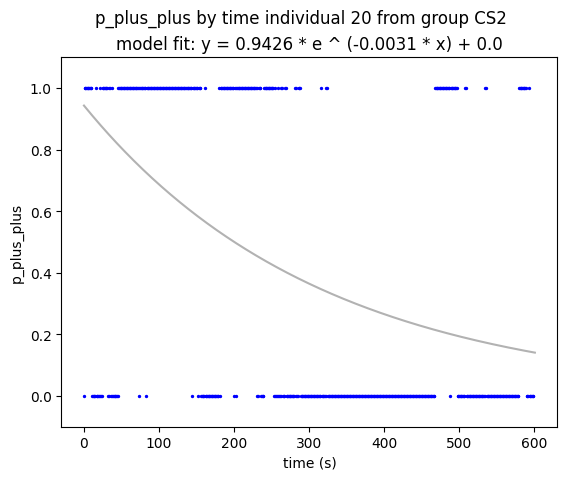 p_plus_plus by time individual 20 from group CS2
model fit: y = 0.9426 * e ^ (-0.0031 * x) + 0.0
1.0
0.8
0.6
0.4
0.2
0.0
p_plus_plus
0 100 200 300 400 500 600
time (s)